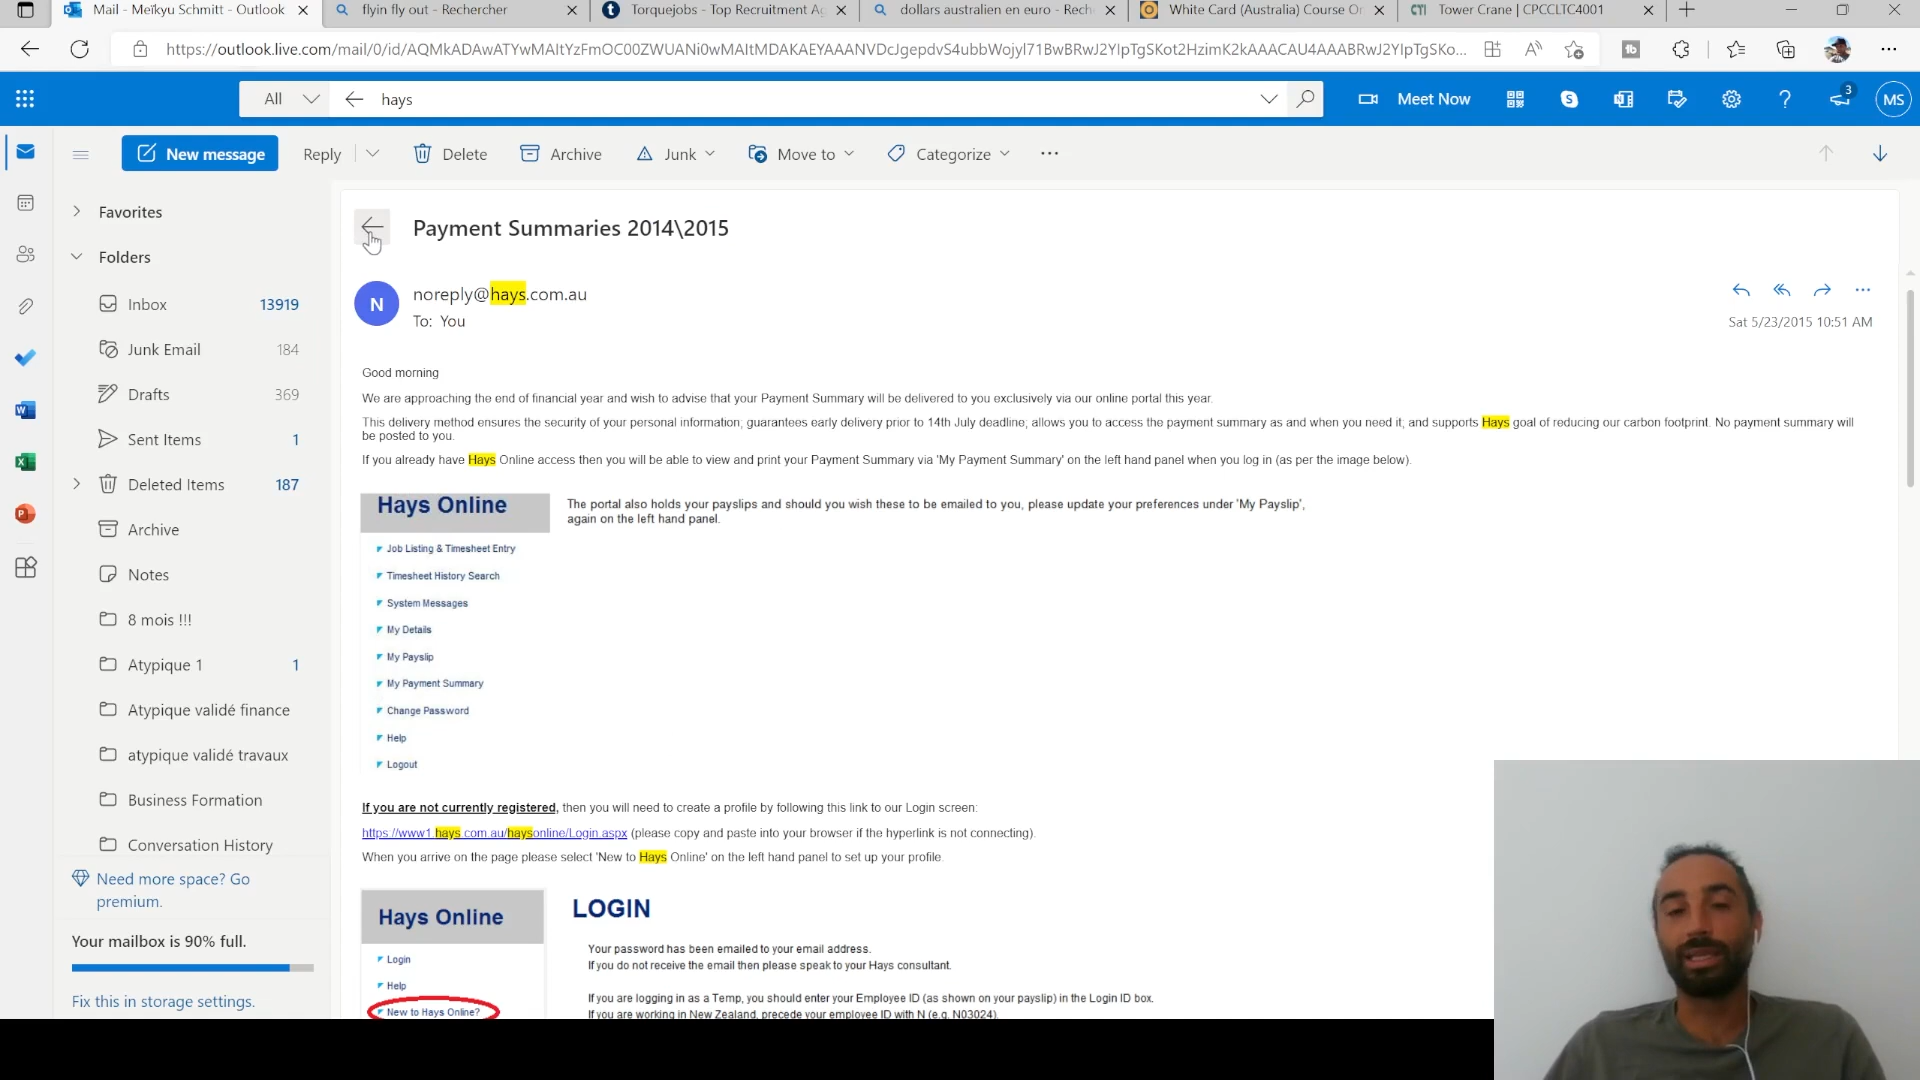 Mail - Meïkyu Schmitt - Outlook
flyin fly out - Rechercher
Torquejobs - Top Recruitment Ag
dollars australien en euro - Rech
White Card (Australia) Course On
Tower Crane | CPCCLTC4001
All
hays
Meet Now
3
MS
New message
Reply
Delete
Archive
Junk
Move to
Categorize
Favorites
Folders
Inbox 13919
Junk Email 184
Drafts 369
Sent Items 1
Deleted Items 187
Archive
Notes
8 mois !!!
Atypique 1 1
Atypique validé finance
atypique validé travaux
Business Formation
Conversation History
Need more space? Go
premium.
Your mailbox is 90% full.
Fix this in storage settings.
Payment Summaries 2014\2015
N
noreply@hays.com.au
To: You
Sat 5/23/2015 10:51 AM
Good morning
We are approaching the end of financial year and wish to advise that your Payment Summary will be delivered to you exclusively via our online portal this year.
This delivery method ensures the security of your personal information; guarantees early delivery prior to 14th July deadline; allows you to access the payment summary as and when you need it; and supports Hays goal of reducing our carbon footprint. No payment summary will
be posted to you.
If you already have Hays Online access then you will be able to view and print your Payment Summary via 'My Payment Summary' on the left hand panel when you log in (as per the image below).
Hays Online
Job Listing & Timesheet Entry
Timesheet History Search
System Messages
My Details
My Payslip
My Payment Summary
Change Password
Help
Logout
The portal also holds your payslips and should you wish these to be emailed to you, please update your preferences under 'My Payslip',
again on the left hand panel.
If you are not currently registered, then you will need to create a profile by following this link to our Login screen:
https://www1.hays.com.au/haysonline/Login.aspx (please copy and paste into your browser if the hyperlink is not connecting).
When you arrive on the page please select 'New to Hays Online' on the left hand panel to set up your profile.
Hays Online
Login
Help
New to Hays Online?
LOGIN
Your password has been emailed to your email address.
If you do not receive the email then please speak to your Hays consultant.
If you are logging in as a Temp, you should enter your Employee ID (as shown on your payslip) in the Login ID box.
If you are working in New Zealand, precede your employee ID with N (e.g. N03024).